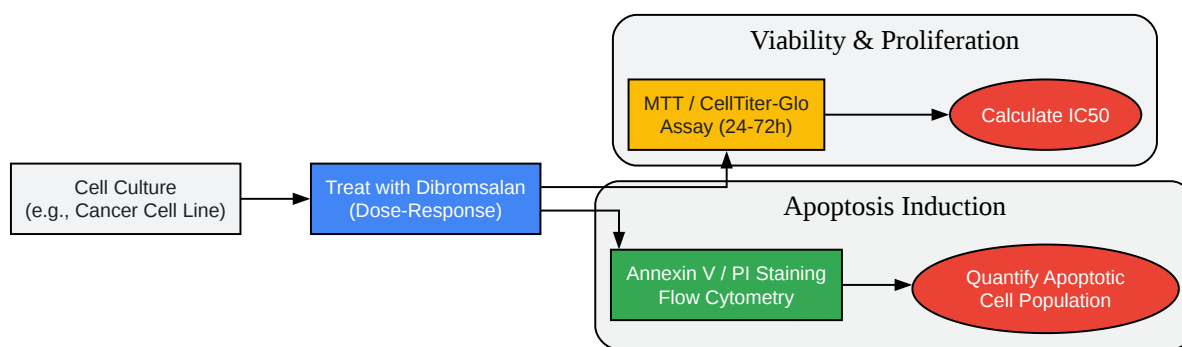 Viability & Proliferation
MTT / CellTiter-Glo
Assay (24-72h)
Calculate IC50
Cell Culture
(e.g., Cancer Cell Line)
Treat with Dibromsalan
(Dose-Response)
Apoptosis Induction
Annexin V / PI Staining
Flow Cytometry
Quantify Apoptotic
Cell Population